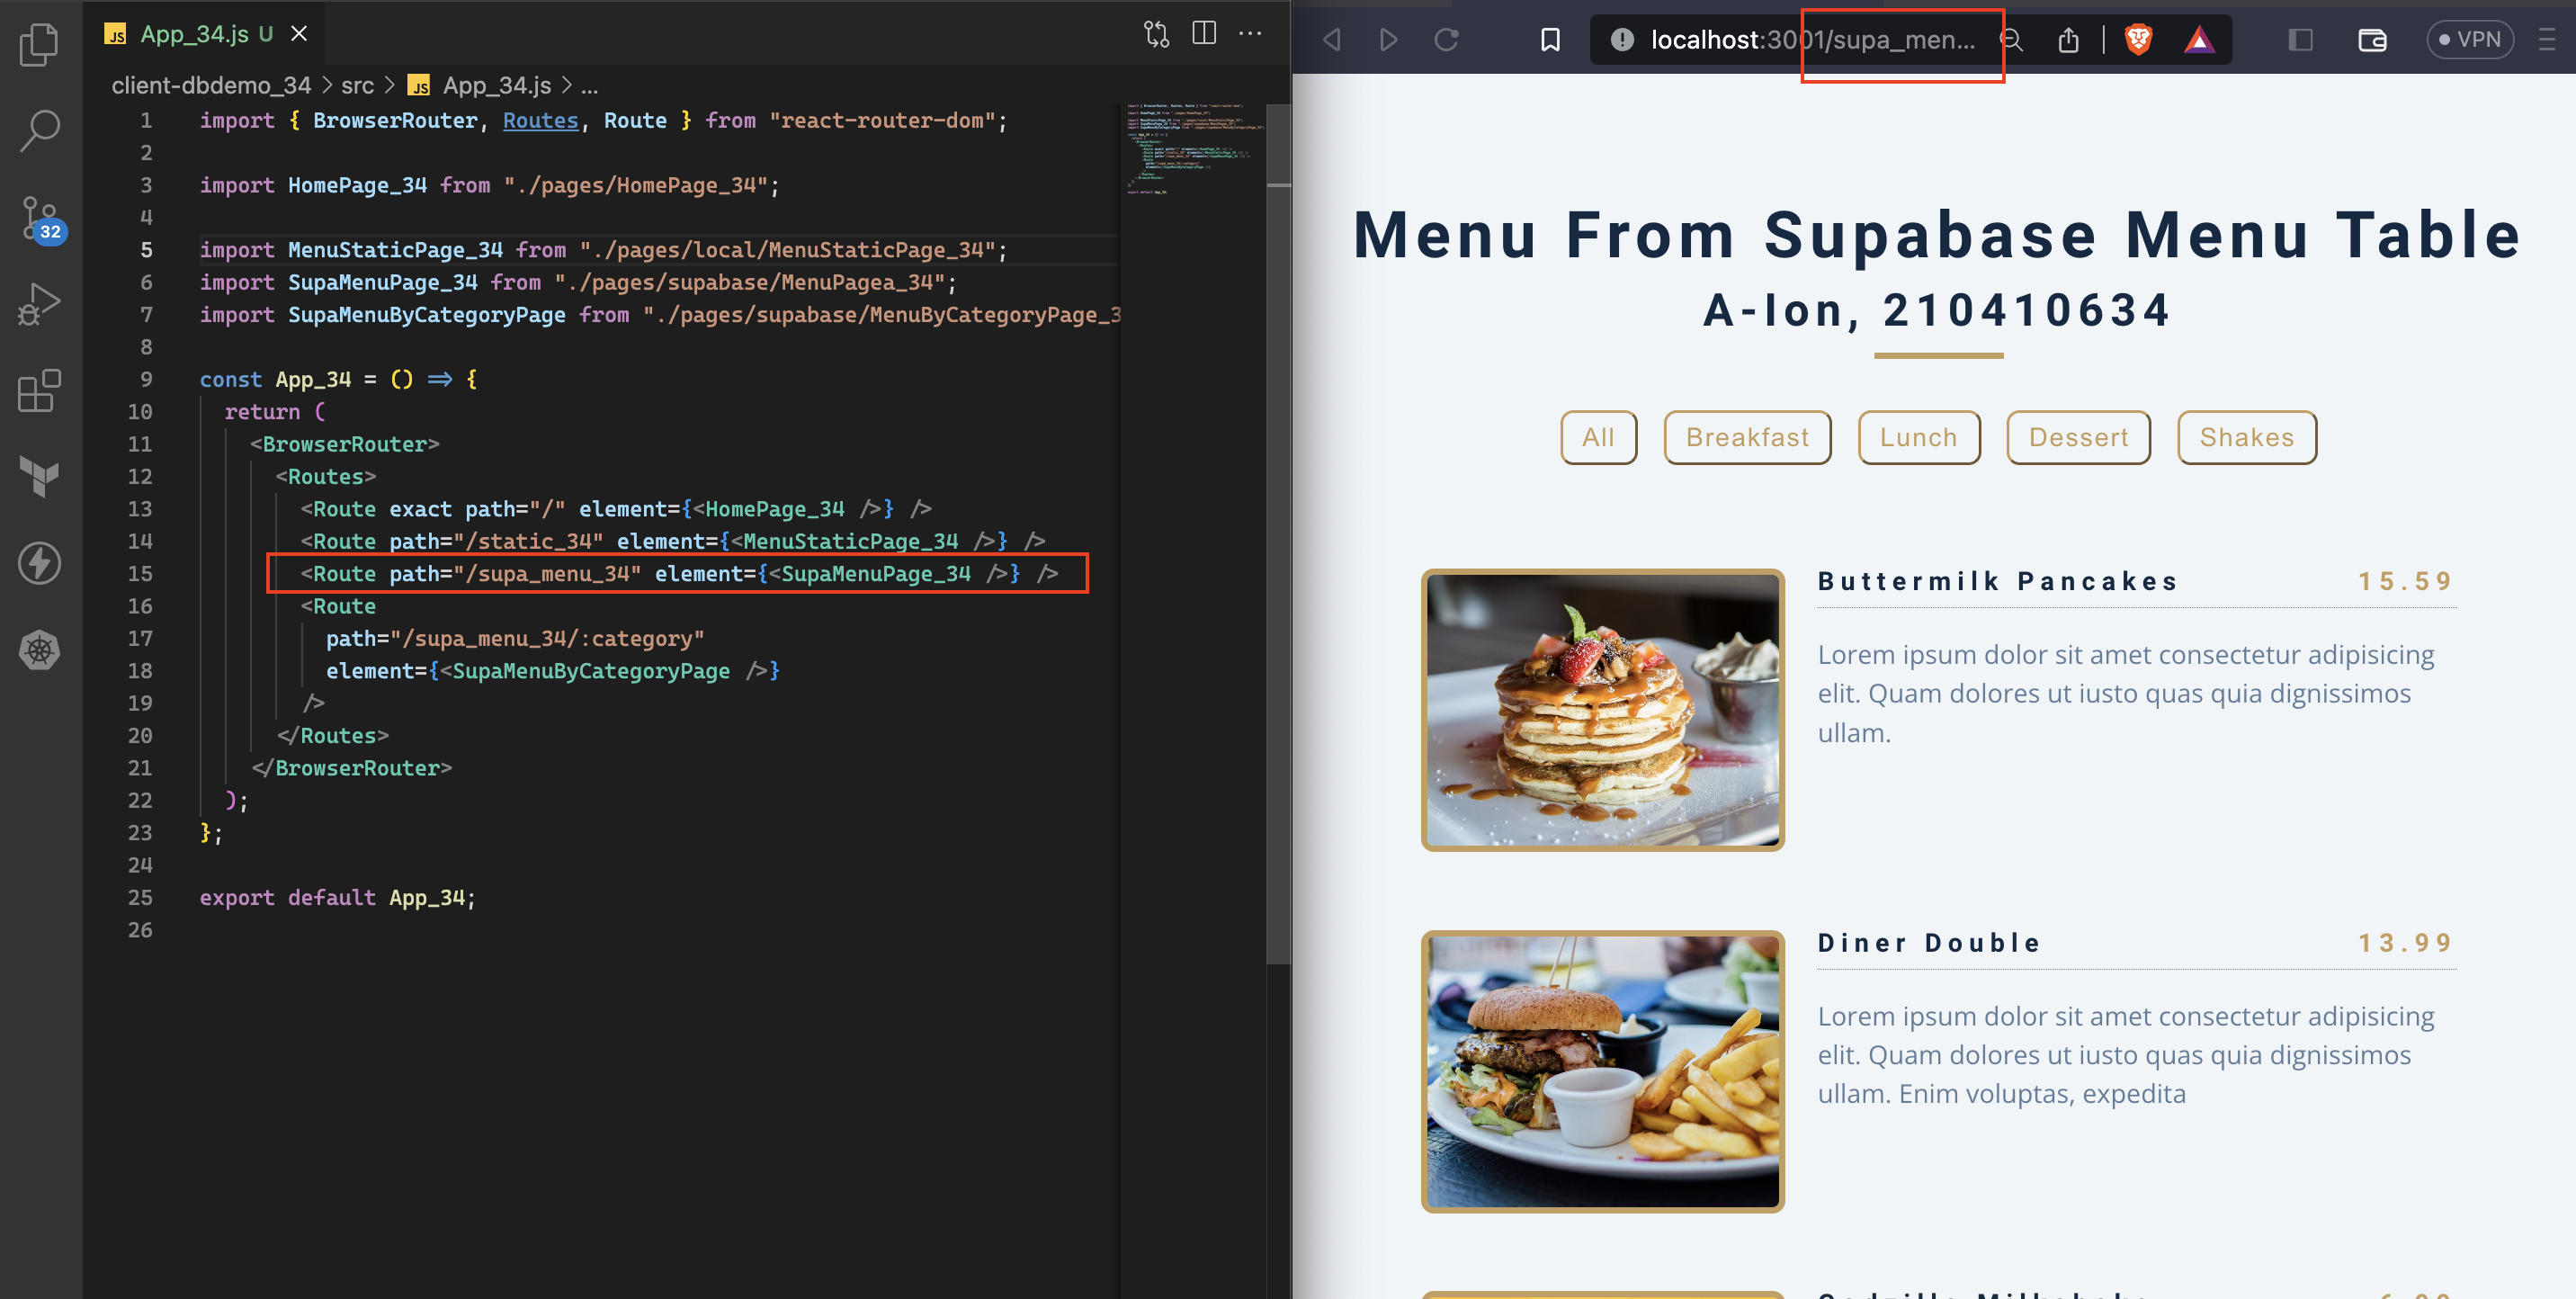 JS App_34.js U
client-dbdemo_34 > src > JS App_34.js > ...
32
1 import { BrowserRouter, Routes, Route } from "react-router-dom";
2
3 import HomePage_34 from "./pages/HomePage_34";
4
5 import MenuStaticPage_34 from "./pages/local/MenuStaticPage_34";
6 import SupaMenuPage_34 from "./pages/supabase/MenuPagea_34";
7 import SupaMenuByCategoryPage from "./pages/supabase/MenuByCategoryPage_3
8
9 const App_34 = () => {
10 return (
11 <BrowserRouter>
12 <Routes>
13 <Route exact path="/" element={<HomePage_34 />} />
14 <Route path="/static_34" element={<MenuStaticPage_34 />} />
15 <Route path="/supa_menu_34" element={<SupaMenuPage_34 />} />
16 <Route
17 path="/supa_menu_34/:category"
18 element={<SupaMenuByCategoryPage />}
19 />
20 </Routes>
21 </BrowserRouter>
22 );
23 };
24
25 export default App_34;
26
localhost:3001/supa_men...
VPN
Menu From Supabase Menu Table
A-Ion, 210410634
All Breakfast Lunch Dessert Shakes
Buttermilk Pancakes 15.59
Lorem ipsum dolor sit amet consectetur adipisicing
elit. Quam dolores ut iusto quas quia dignissimos
ullam.
Diner Double 13.99
Lorem ipsum dolor sit amet consectetur adipisicing
elit. Quam dolores ut iusto quas quia dignissimos
ullam. Enim voluptas, expedita